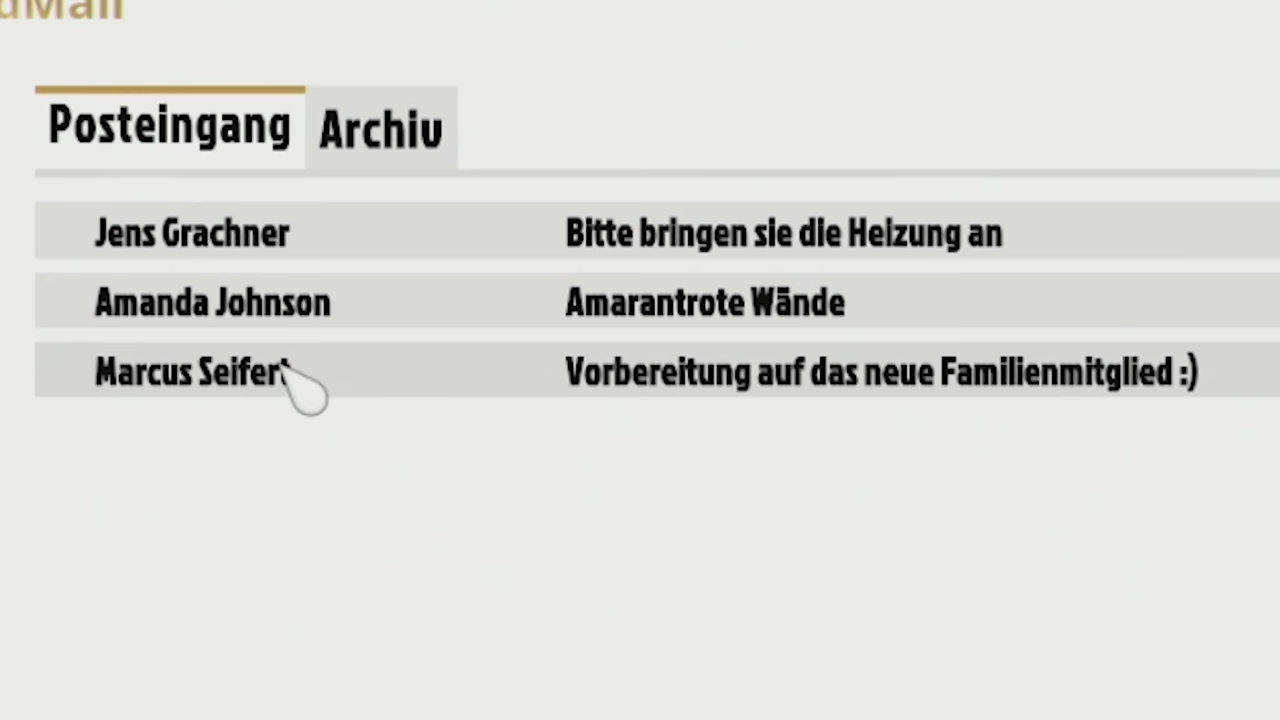 Posteingang Archiv
Jens Grachner Bitte bringen sie die Heizung an
Amanda Johnson Amarantrote Wände
Marcus Seifert Vorbereitung auf das neue Familienmitglied :)